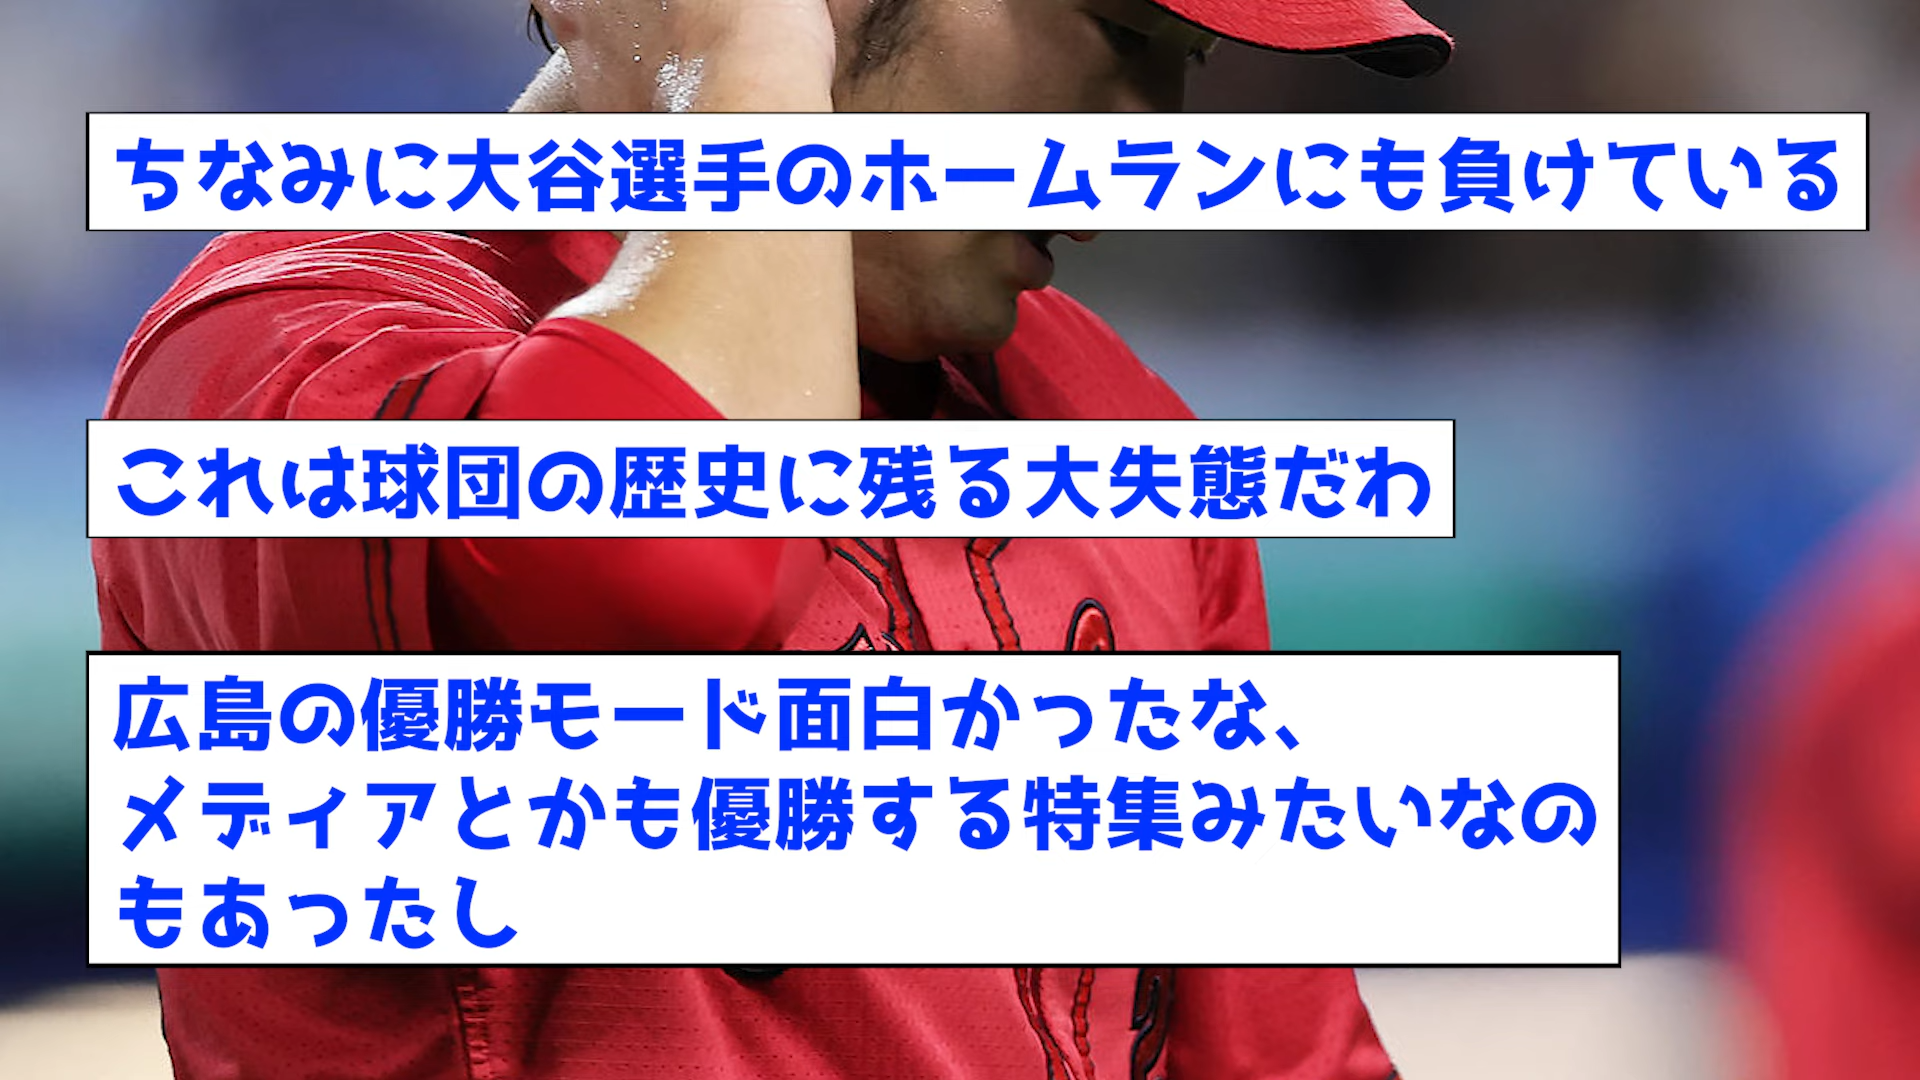 ちなみに大谷選手のホームランにも負けている
これは球団の歴史に残る大失態だわ
広島の優勝モード面白かったな、
メディアとかも優勝する特集みたいなの
もあったし